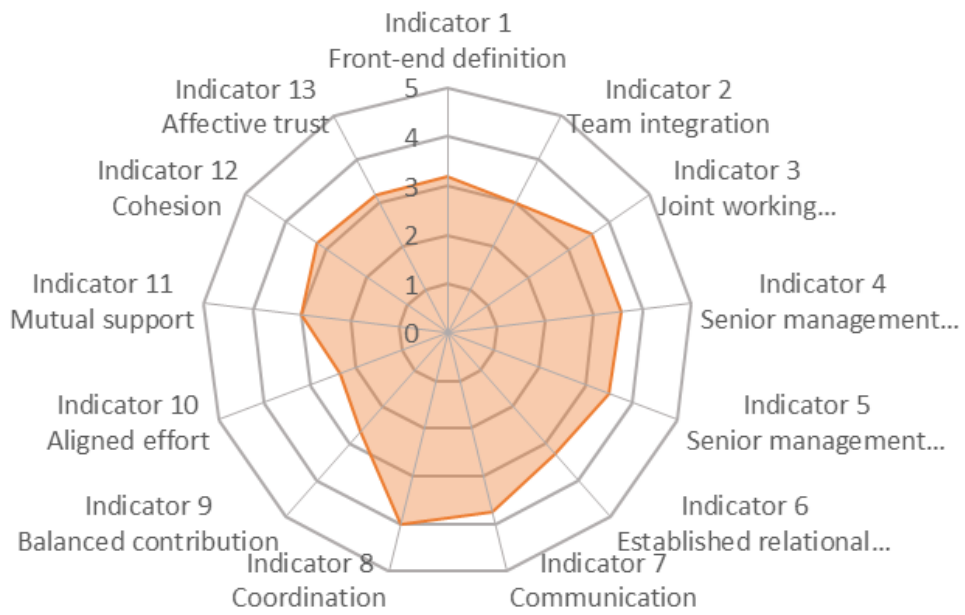 Indicator 1
Front-end definition
Indicator 2
Team integration
Indicator 3
Joint working...
Indicator 4
Senior management...
Indicator 5
Senior management...
Indicator 6
Established relational...
Indicator 7
Communication
Indicator 8
Coordination
Indicator 9
Balanced contribution
Indicator 10
Aligned effort
Indicator 11
Mutual support
Indicator 12
Cohesion
Indicator 13
Affective trust
5
4
3
2
1
0